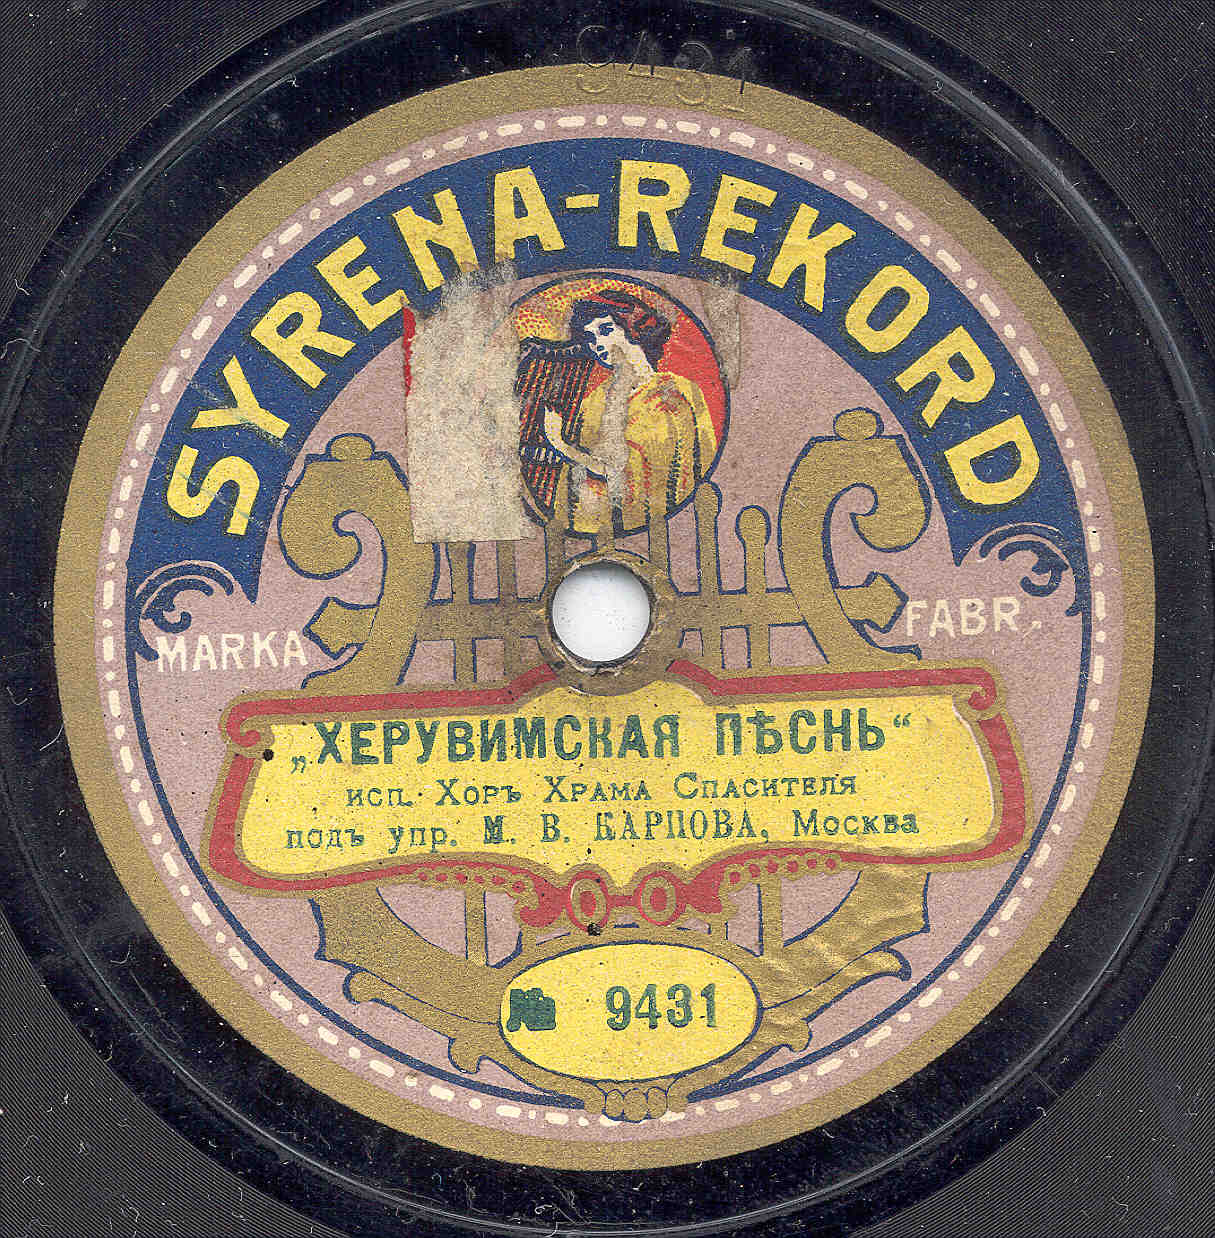 9431
SYRENA-REKORD
MARKA FABR.
„ХЕРУВИМСКАЯ ПѢСНЬ“
исп. Хоръ Храма Спасителя
подъ упр. М. В. КАРПОВА, Москва
№ 9431